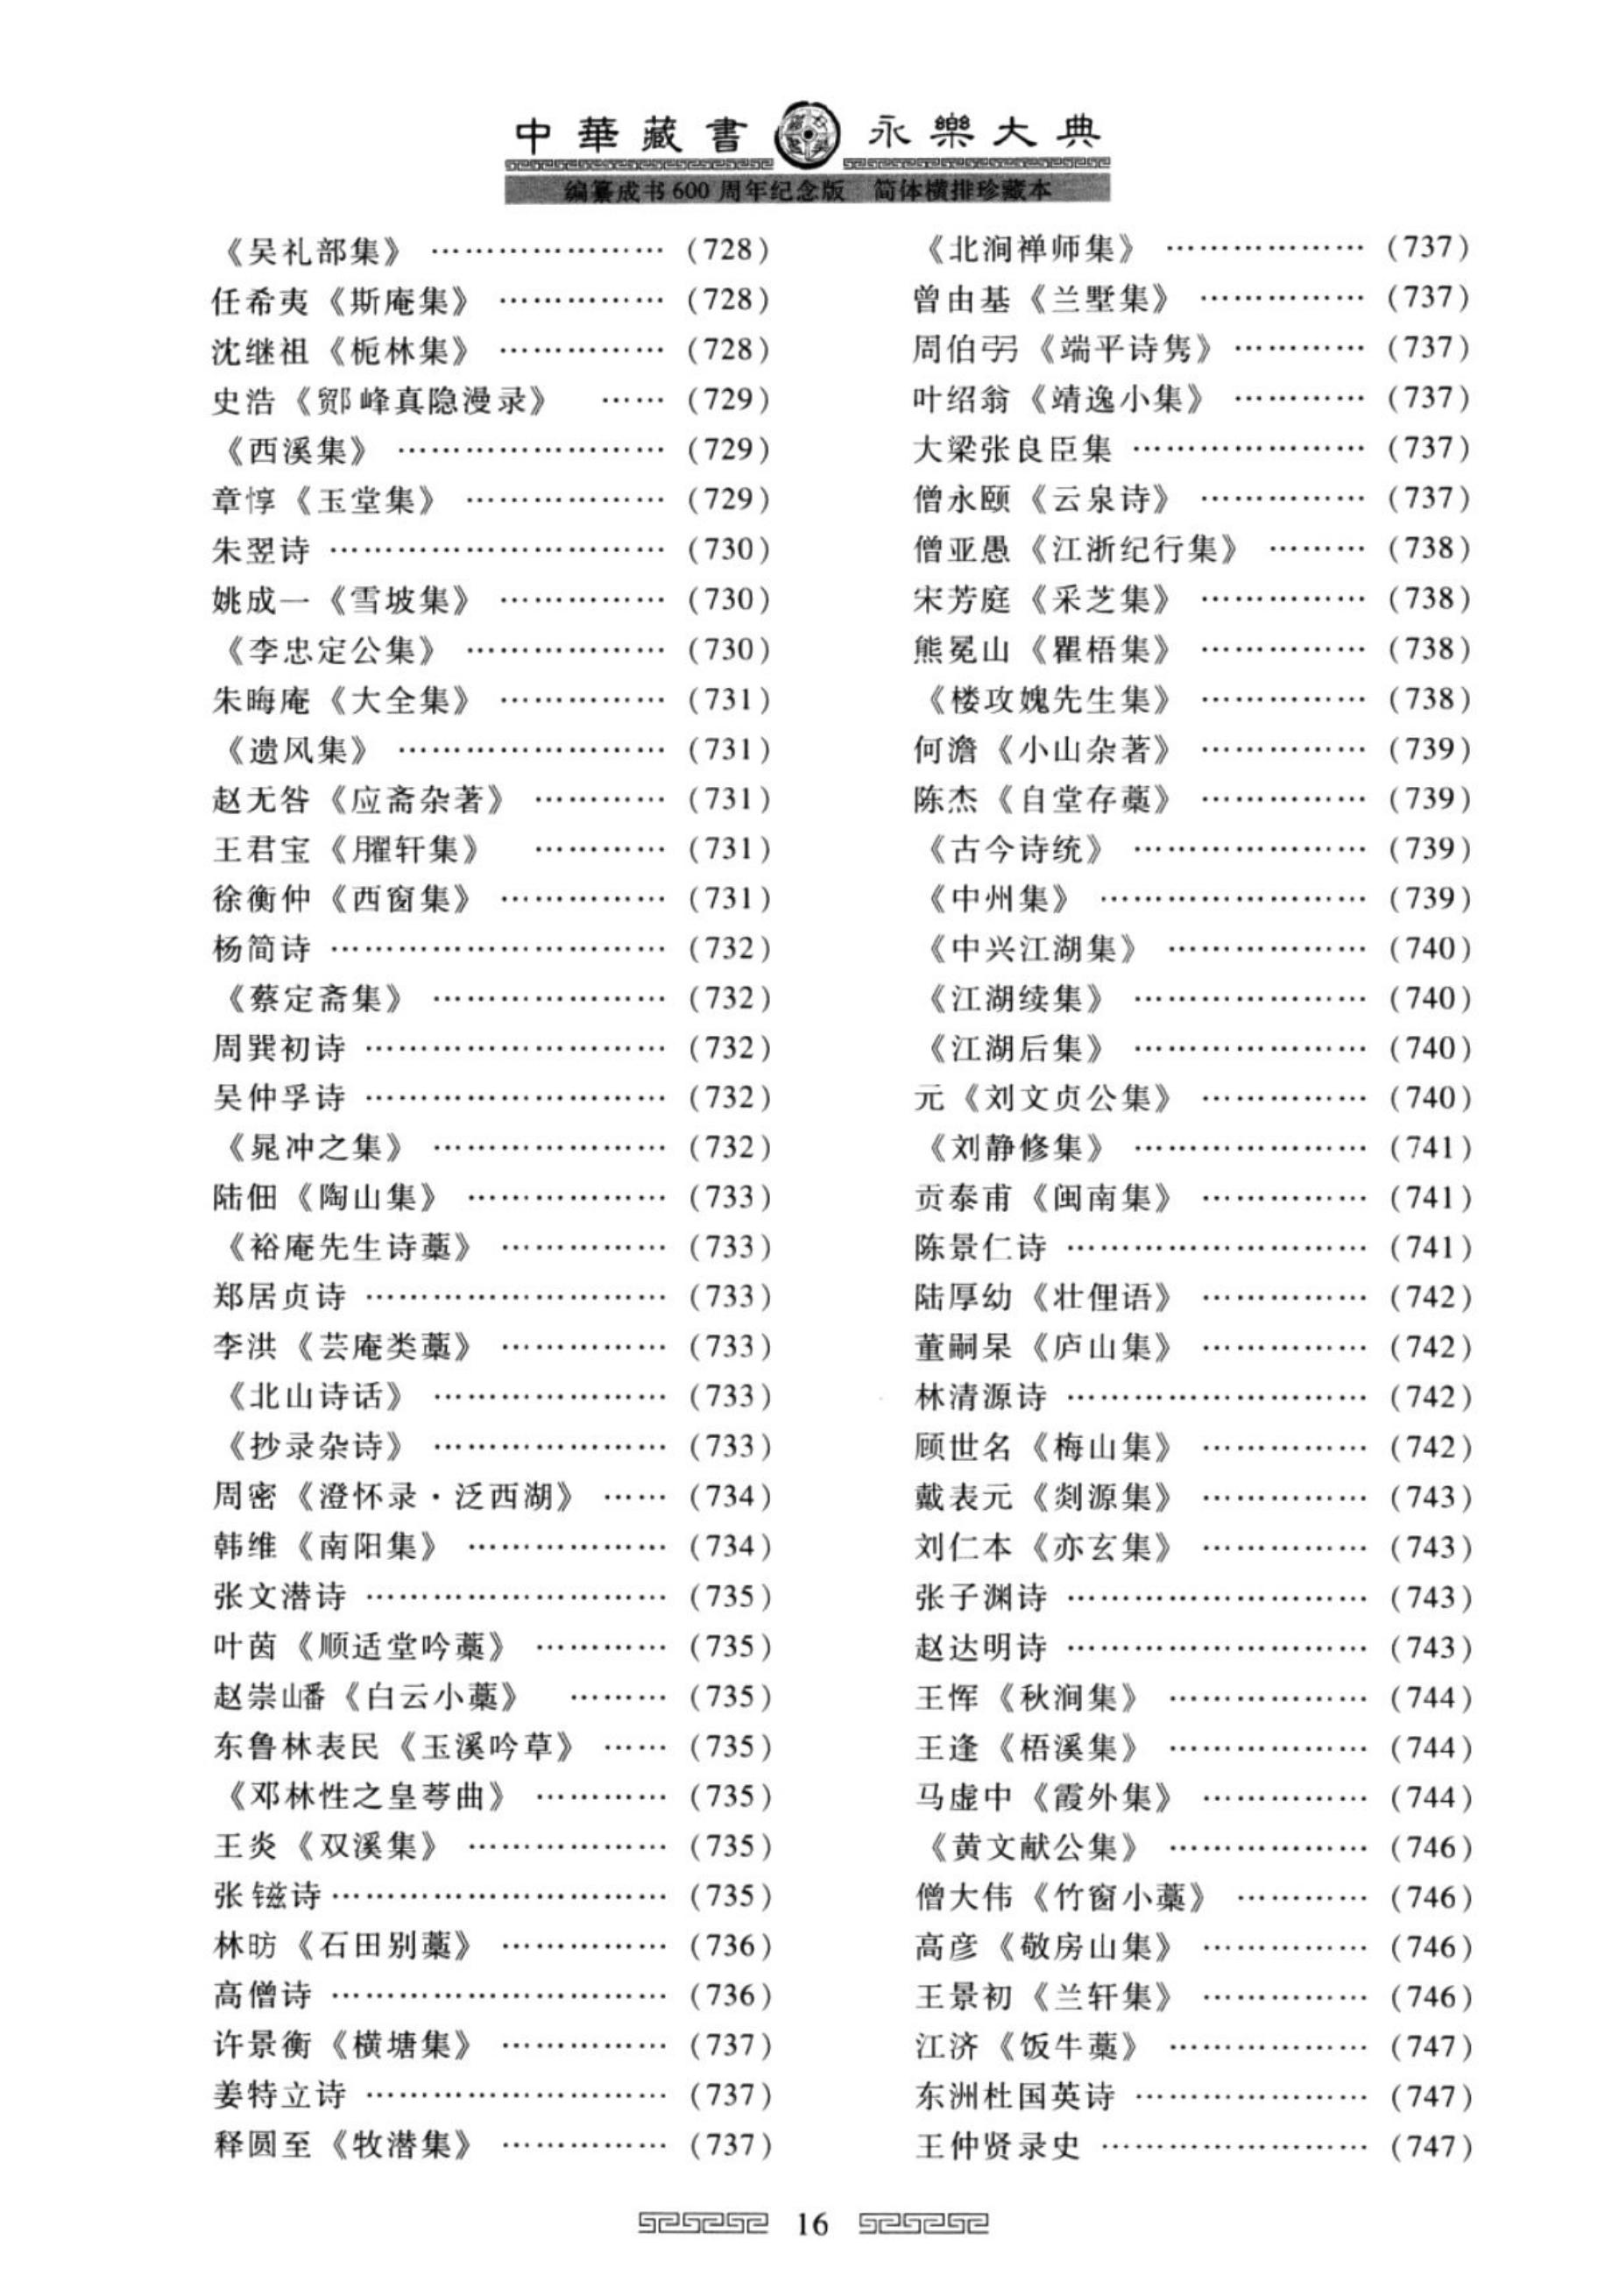 中華藏書 永樂大典
编纂成书600周年纪念版 简体横排珍藏本
《吴礼部集》 ………………… (728)
任希夷《斯庵集》 …………… (728)
沈继祖《栀林集》 …………… (728)
史浩《鄮峰真隐漫录》 …… (729)
《西溪集》 …………………… (729)
章惇《玉堂集》 ……………… (729)
朱翌诗 ………………………… (730)
姚成一《雪坡集》 …………… (730)
《李忠定公集》 ……………… (730)
朱晦庵《大全集》 …………… (731)
《遗风集》 …………………… (731)
赵无咎《应斋杂著》 ………… (731)
王君宝《臞轩集》 ………… (731)
徐衡仲《西窗集》 …………… (731)
杨简诗 ………………………… (732)
《蔡定斋集》 ………………… (732)
周巽初诗 ……………………… (732)
吴仲孚诗 ……………………… (732)
《晁冲之集》 ………………… (732)
陆佃《陶山集》 ……………… (733)
《裕庵先生诗藁》 …………… (733)
郑居贞诗 ……………………… (733)
李洪《芸庵类藁》 …………… (733)
《北山诗话》 ………………… (733)
《抄录杂诗》 ………………… (733)
周密《澄怀录·泛西湖》 …… (734)
韩维《南阳集》 ……………… (734)
张文潜诗 ……………………… (735)
叶茵《顺适堂吟藁》 ………… (735)
赵崇嶓《白云小藁》 ……… (735)
东鲁林表民《玉溪吟草》 …… (735)
《邓林性之皇荂曲》 ………… (735)
王炎《双溪集》 ……………… (735)
张镃诗 ………………………… (735)
林昉《石田别藁》 …………… (736)
高僧诗 ………………………… (736)
许景衡《横塘集》 …………… (737)
姜特立诗 ……………………… (737)
释圆至《牧潜集》 …………… (737)
《北涧禅师集》 ……………… (737)
曾由基《兰墅集》 …………… (737)
周伯弜《端平诗隽》 ………… (737)
叶绍翁《靖逸小集》 ………… (737)
大梁张良臣集 ………………… (737)
僧永颐《云泉诗》 …………… (737)
僧亚愚《江浙纪行集》 ……… (738)
宋芳庭《采芝集》 …………… (738)
熊冕山《瞿梧集》 …………… (738)
《楼攻媿先生集》 …………… (738)
何澹《小山杂著》 …………… (739)
陈杰《自堂存藁》 …………… (739)
《古今诗统》 ………………… (739)
《中州集》 …………………… (739)
《中兴江湖集》 ……………… (740)
《江湖续集》 ………………… (740)
《江湖后集》 ………………… (740)
元《刘文贞公集》 …………… (740)
《刘静修集》 ………………… (741)
贡泰甫《闽南集》 …………… (741)
陈景仁诗 ……………………… (741)
陆厚幼《壮俚语》 …………… (742)
董嗣杲《庐山集》 …………… (742)
林清源诗 ……………………… (742)
顾世名《梅山集》 …………… (742)
戴表元《剡源集》 …………… (743)
刘仁本《亦玄集》 …………… (743)
张子渊诗 ……………………… (743)
赵达明诗 ……………………… (743)
王恽《秋涧集》 ……………… (744)
王逢《梧溪集》 ……………… (744)
马虚中《霞外集》 …………… (744)
《黄文献公集》 ……………… (746)
僧大伟《竹窗小藁》 ………… (746)
高彦《敬房山集》 …………… (746)
王景初《兰轩集》 …………… (746)
江济《饭牛藁》 ……………… (747)
东洲杜国英诗 ………………… (747)
王仲贤录史 …………………… (747)
16